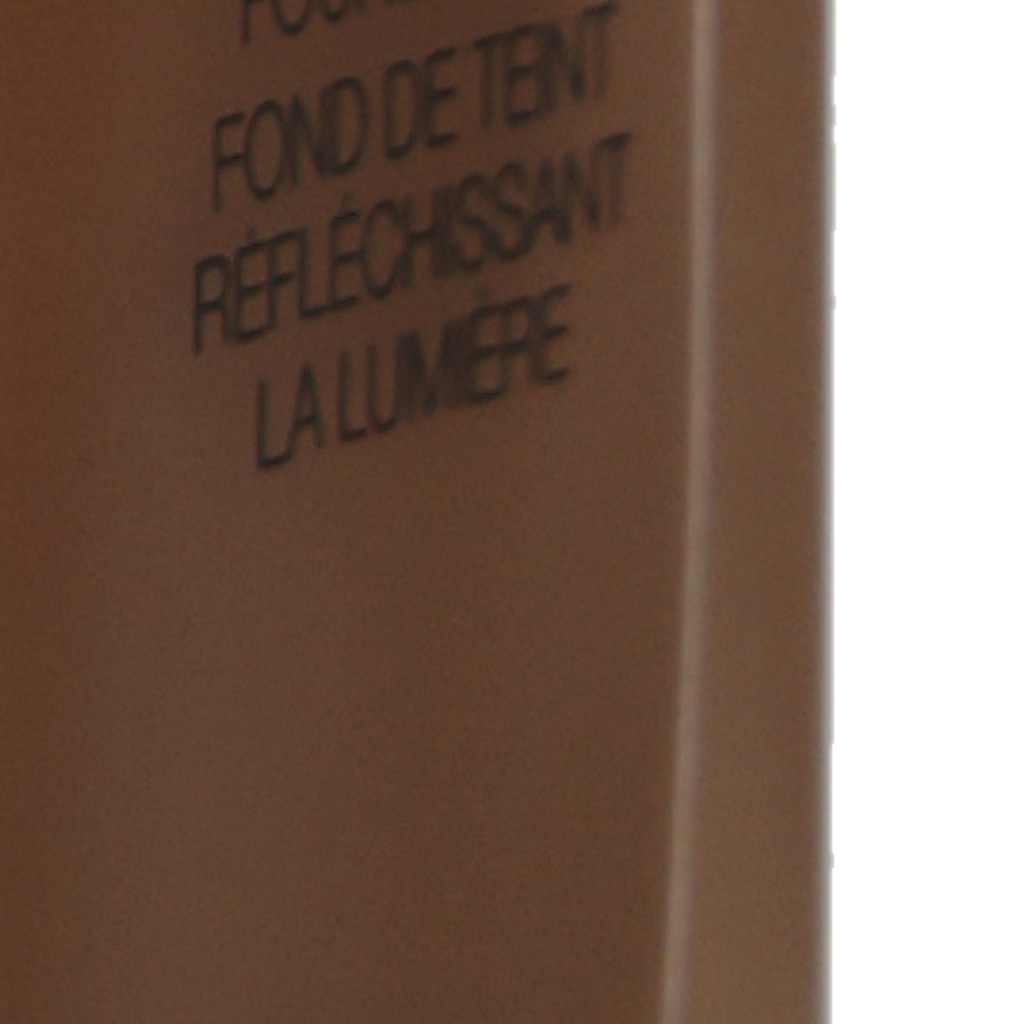 FOND DE TEINT
RÉFLÉCHISSANT
LA LUMIÈRE